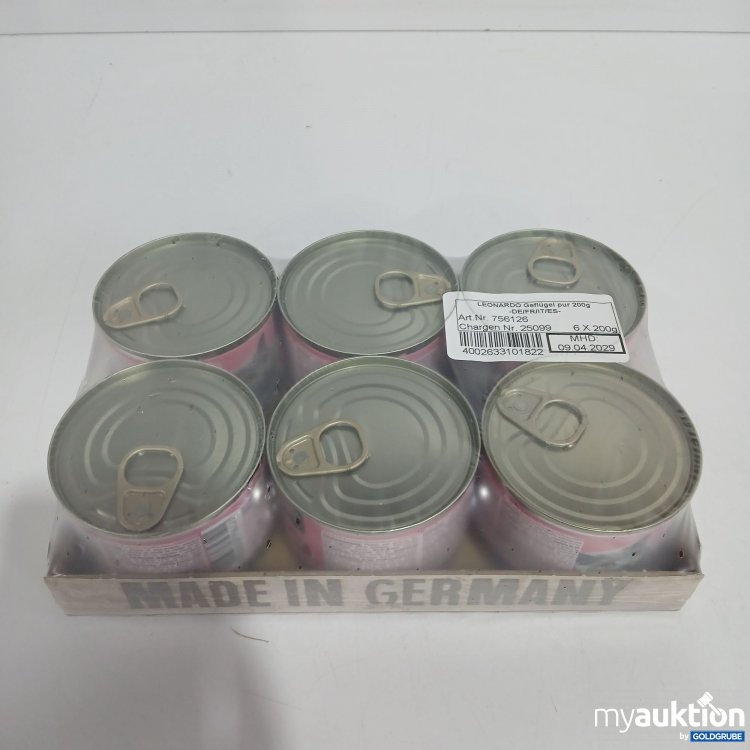 LEONARDO Geflügel pur 200g
-DE/FR/IT/ES-
Art.Nr. 756126
Chargen Nr. 25099 6 X 200g
4002633101822
MHD:
09.04.2029
MADE IN GERMANY
myauktion
by GOLDGRUBE